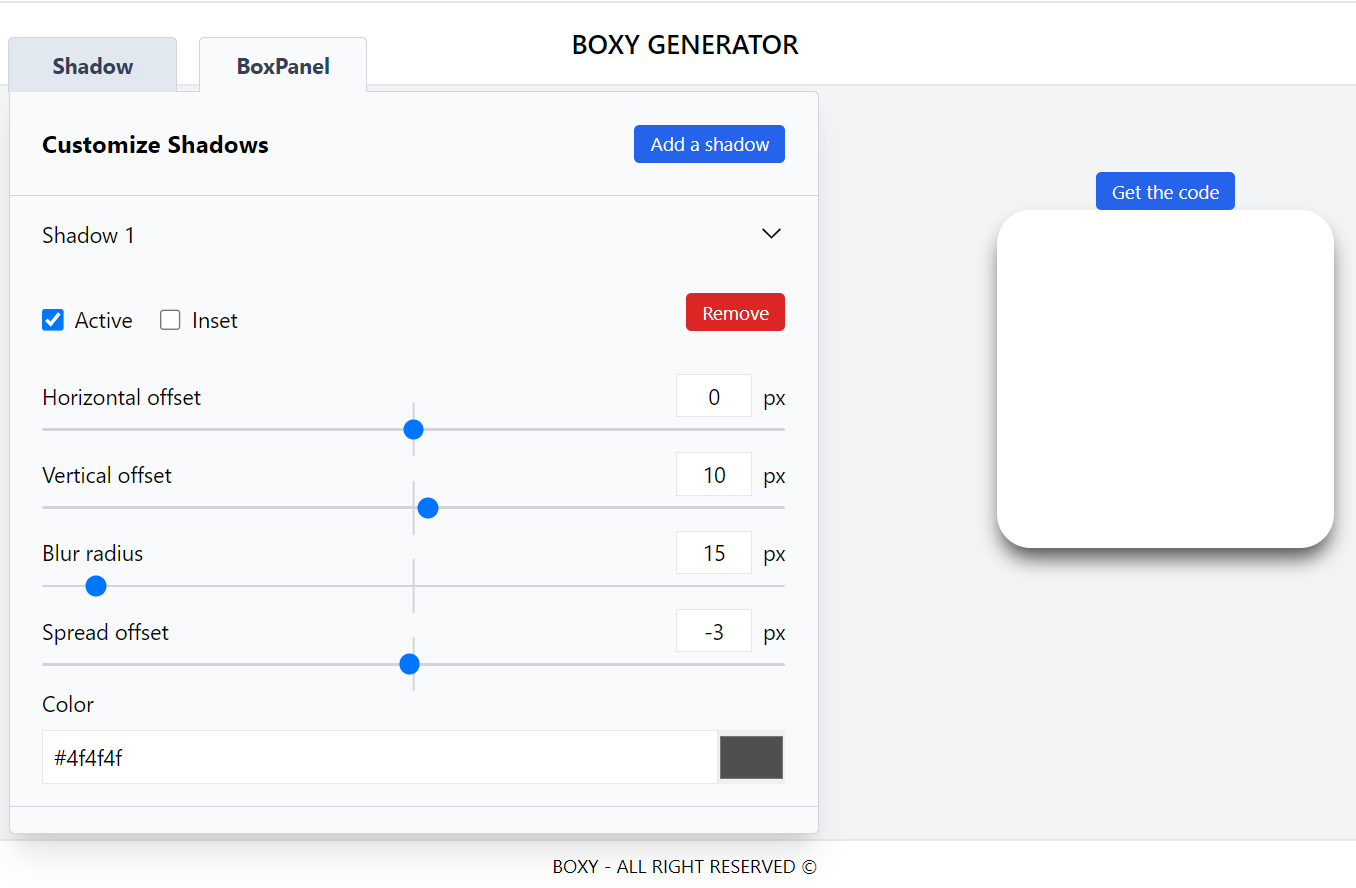 BOXY GENERATOR
Shadow
BoxPanel
Customize Shadows
Add a shadow
Get the code
Shadow 1
Active
Inset
Remove
Horizontal offset
0 px
Vertical offset
10 px
Blur radius
15 px
Spread offset
-3 px
Color
#4f4f4f
BOXY - ALL RIGHT RESERVED ©